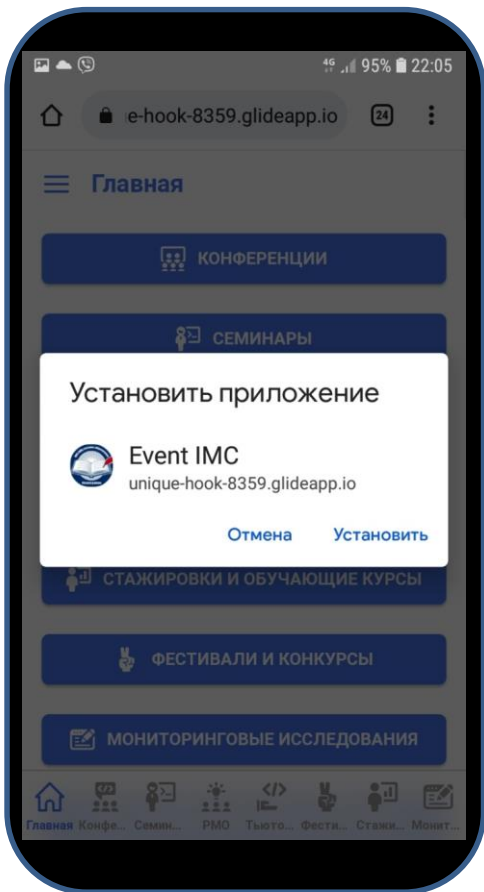 4G 95% 22:05
e-hook-8359.glideapp.io 24
Главная
КОНФЕРЕНЦИИ
СЕМИНАРЫ
Установить приложение
Event IMC
unique-hook-8359.glideapp.io
Отмена Установить
СТАЖИРОВКИ И ОБУЧАЮЩИЕ КУРСЫ
ФЕСТИВАЛИ И КОНКУРСЫ
МОНИТОРИНГОВЫЕ ИССЛЕДОВАНИЯ
Главная Конфе... Семин... РМО Тьюто... Фести... Стажи... Монит...